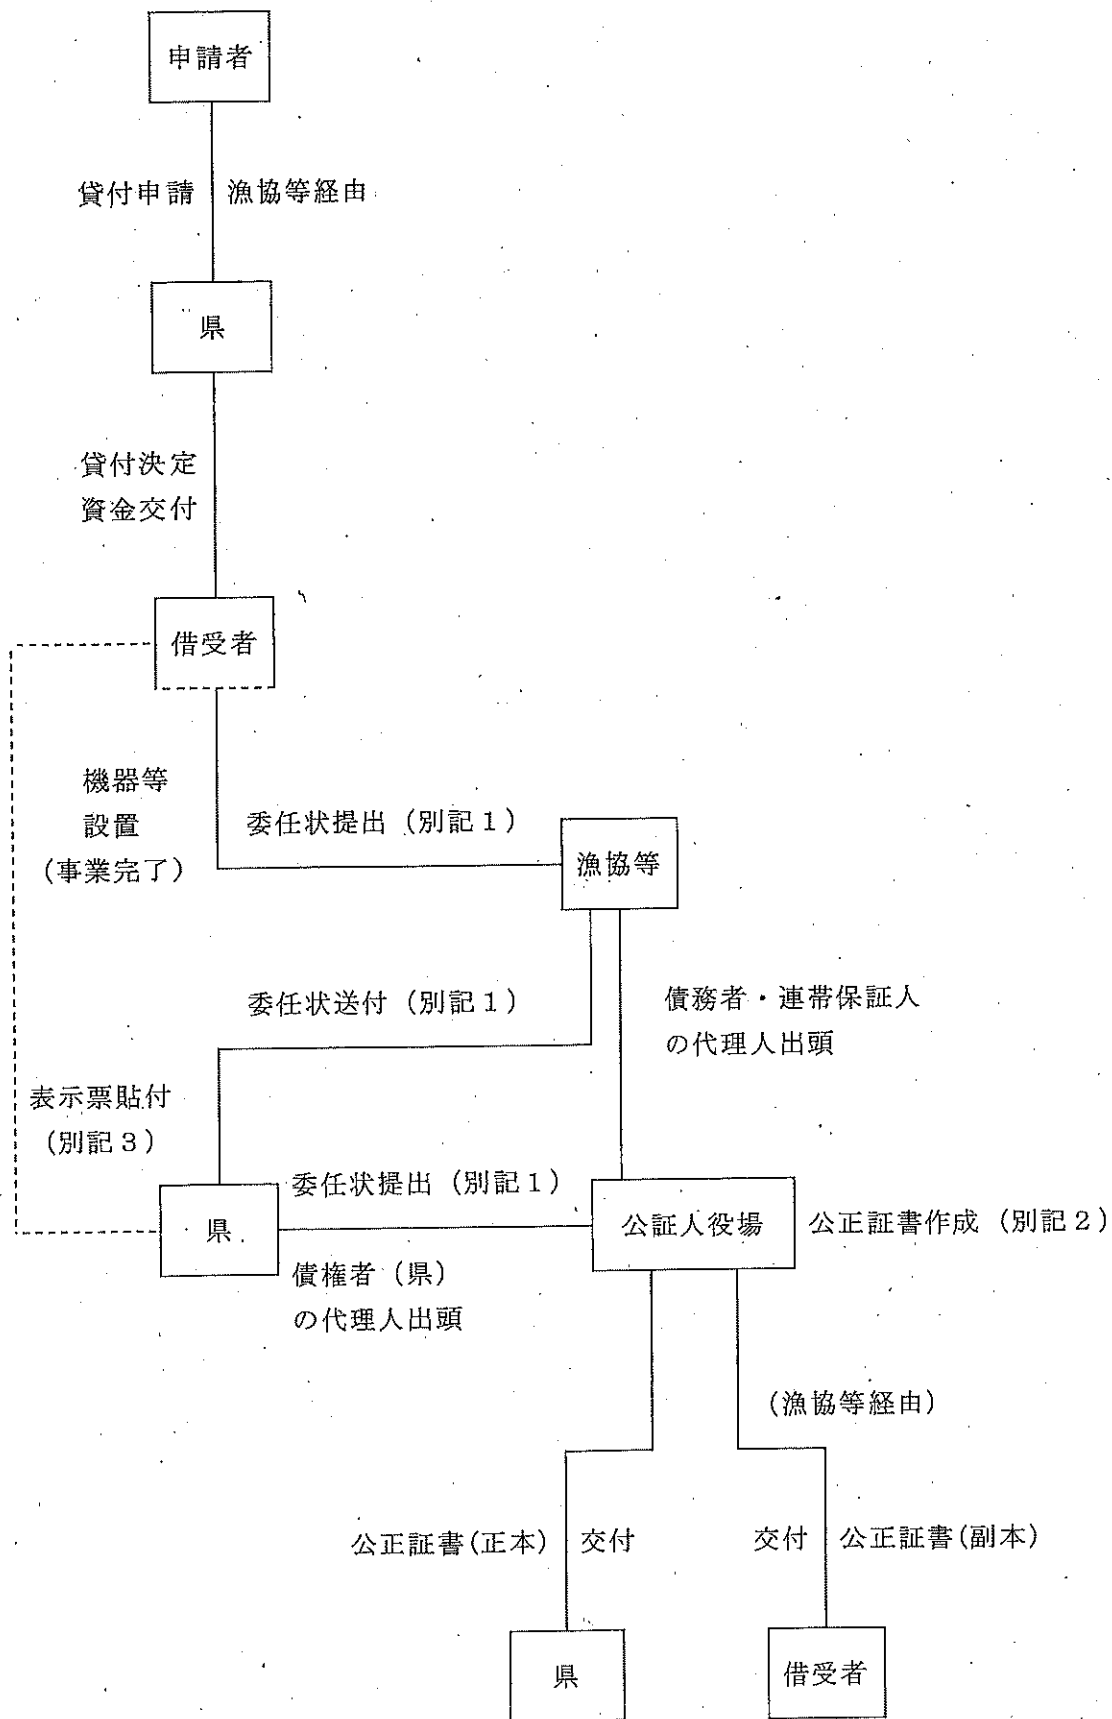 申請者
貸付申請
漁協等経由
県
貸付決定
資金交付
借受者
機器等
設置
(事業完了)
委任状提出（別記１）
漁協等
委任状送付（別記１）
債務者・連帯保証人
の代理人出頭
表示票貼付
（別記３）
委任状提出（別記１）
県
公証人役場
公正証書作成（別記２）
債権者（県）
の代理人出頭
(漁協等経由)
公正証書(正本)
交付
交付
公正証書(副本)
県
借受者